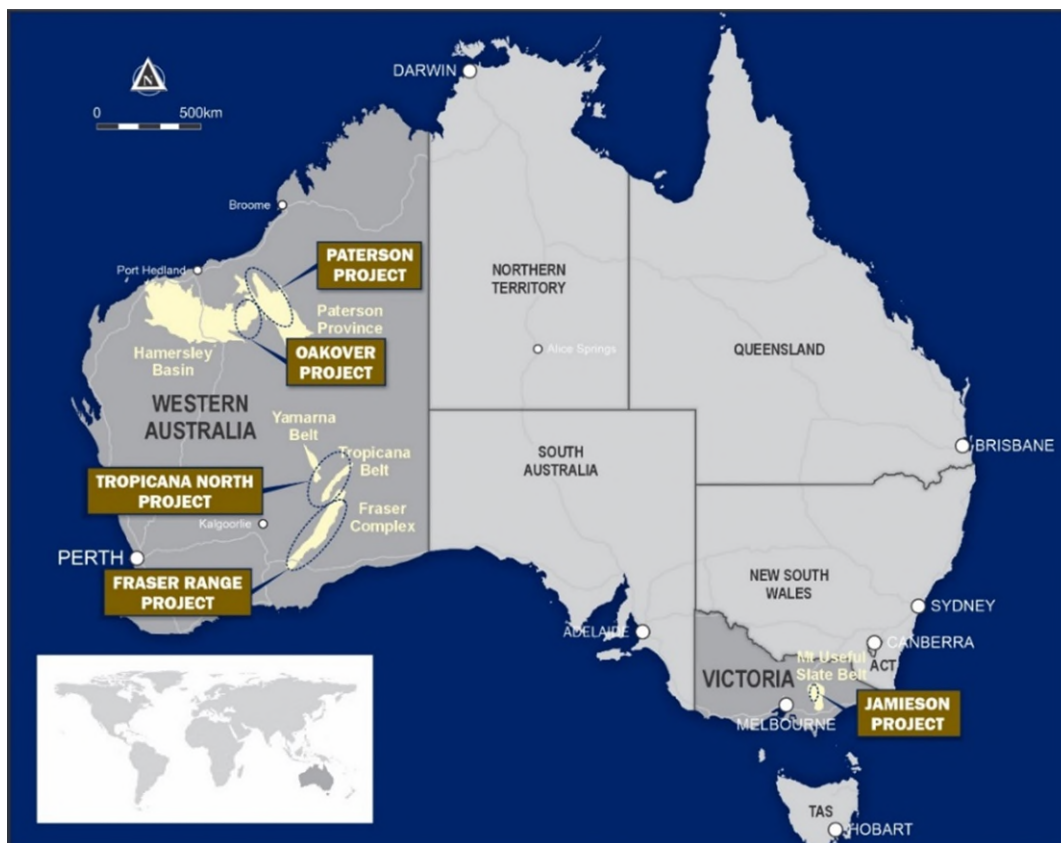 DARWIN
N
0 500km
Broome
PATERSON
PROJECT
Port Hedland
NORTHERN
TERRITORY
Paterson
Province
Alice Springs
QUEENSLAND
OAKOVER
PROJECT
Hamersley
Basin
WESTERN
AUSTRALIA
Yamarna
Belt
Tropicana
Belt
SOUTH
AUSTRALIA
BRISBANE
TROPICANA NORTH
PROJECT
Kalgoorlie
Fraser
Complex
PERTH
FRASER RANGE
PROJECT
NEW SOUTH
WALES
SYDNEY
ADELAIDE
CANBERRA
ACT
Mt Useful
Slate Belt
VICTORIA
JAMIESON
PROJECT
MELBOURNE
TAS
HOBART